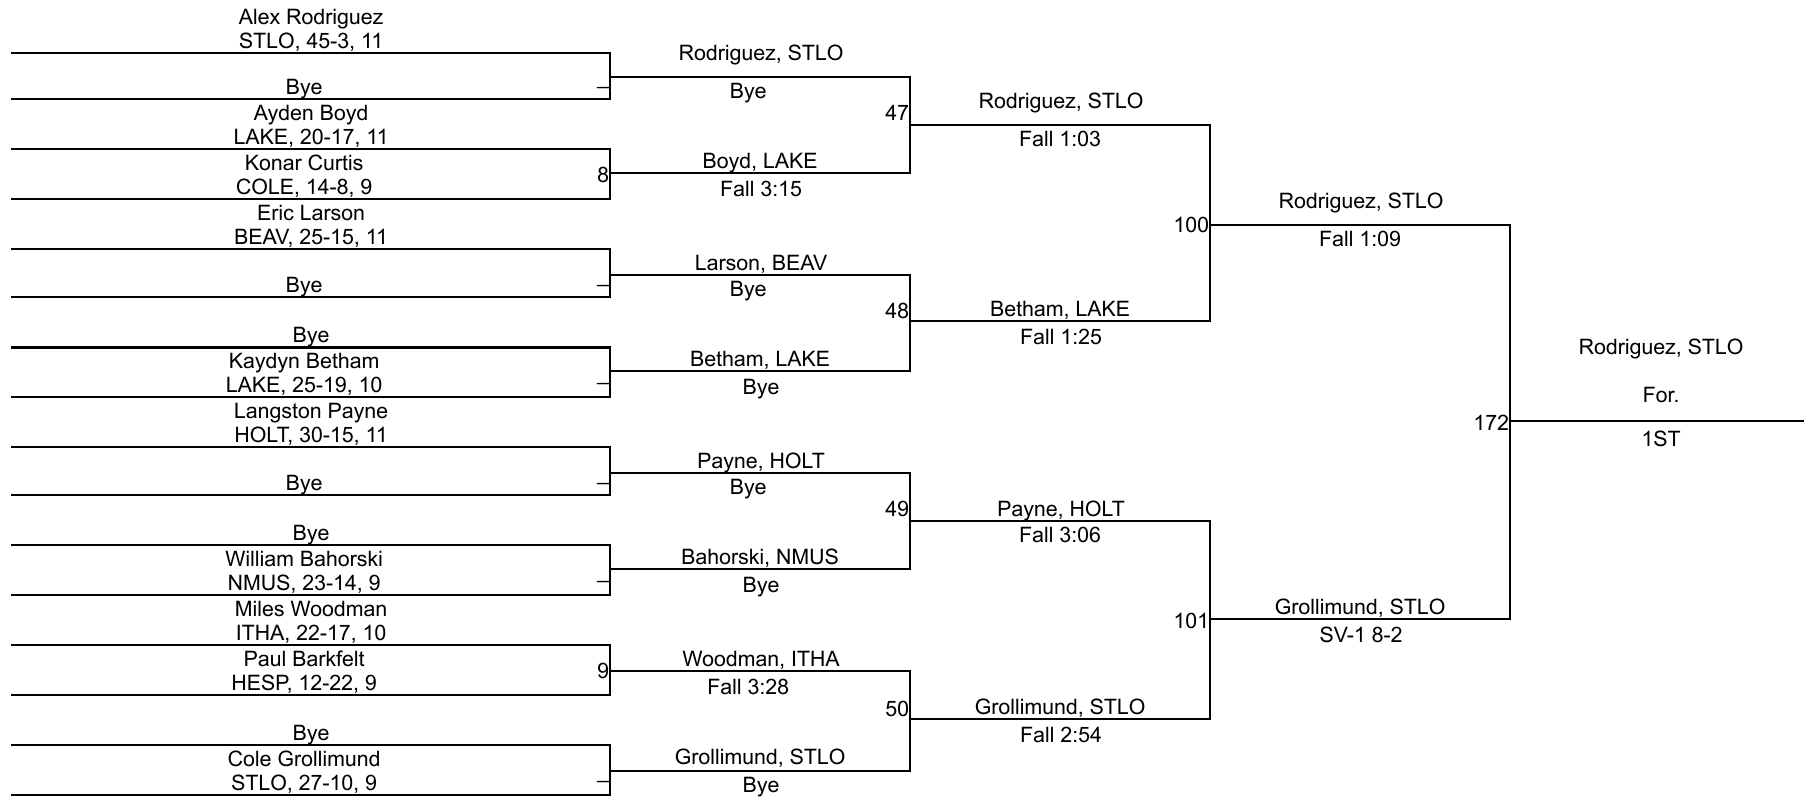 Alex Rodriguez
STLO, 45-3, 11
Bye
Ayden Boyd
LAKE, 20-17, 11
Konar Curtis
COLE, 14-8, 9
Eric Larson
BEAV, 25-15, 11
Bye
Bye
Kaydyn Betham
LAKE, 25-19, 10
Langston Payne
HOLT, 30-15, 11
Bye
Bye
William Bahorski
NMUS, 23-14, 9
Miles Woodman
ITHA, 22-17, 10
Paul Barkfelt
HESP, 12-22, 9
Bye
Cole Grollimund
STLO, 27-10, 9
–
8
–
–
–
–
9
–
Rodriguez, STLO
Bye
Boyd, LAKE
Fall 3:15
Larson, BEAV
Bye
Betham, LAKE
Bye
Payne, HOLT
Bye
Bahorski, NMUS
Bye
Woodman, ITHA
Fall 3:28
Grollimund, STLO
Bye
47
48
49
50
Rodriguez, STLO
Fall 1:03
Betham, LAKE
Fall 1:25
Payne, HOLT
Fall 3:06
Grollimund, STLO
Fall 2:54
100
101
Rodriguez, STLO
Fall 1:09
Grollimund, STLO
SV-1 8-2
172
Rodriguez, STLO
For.
1ST